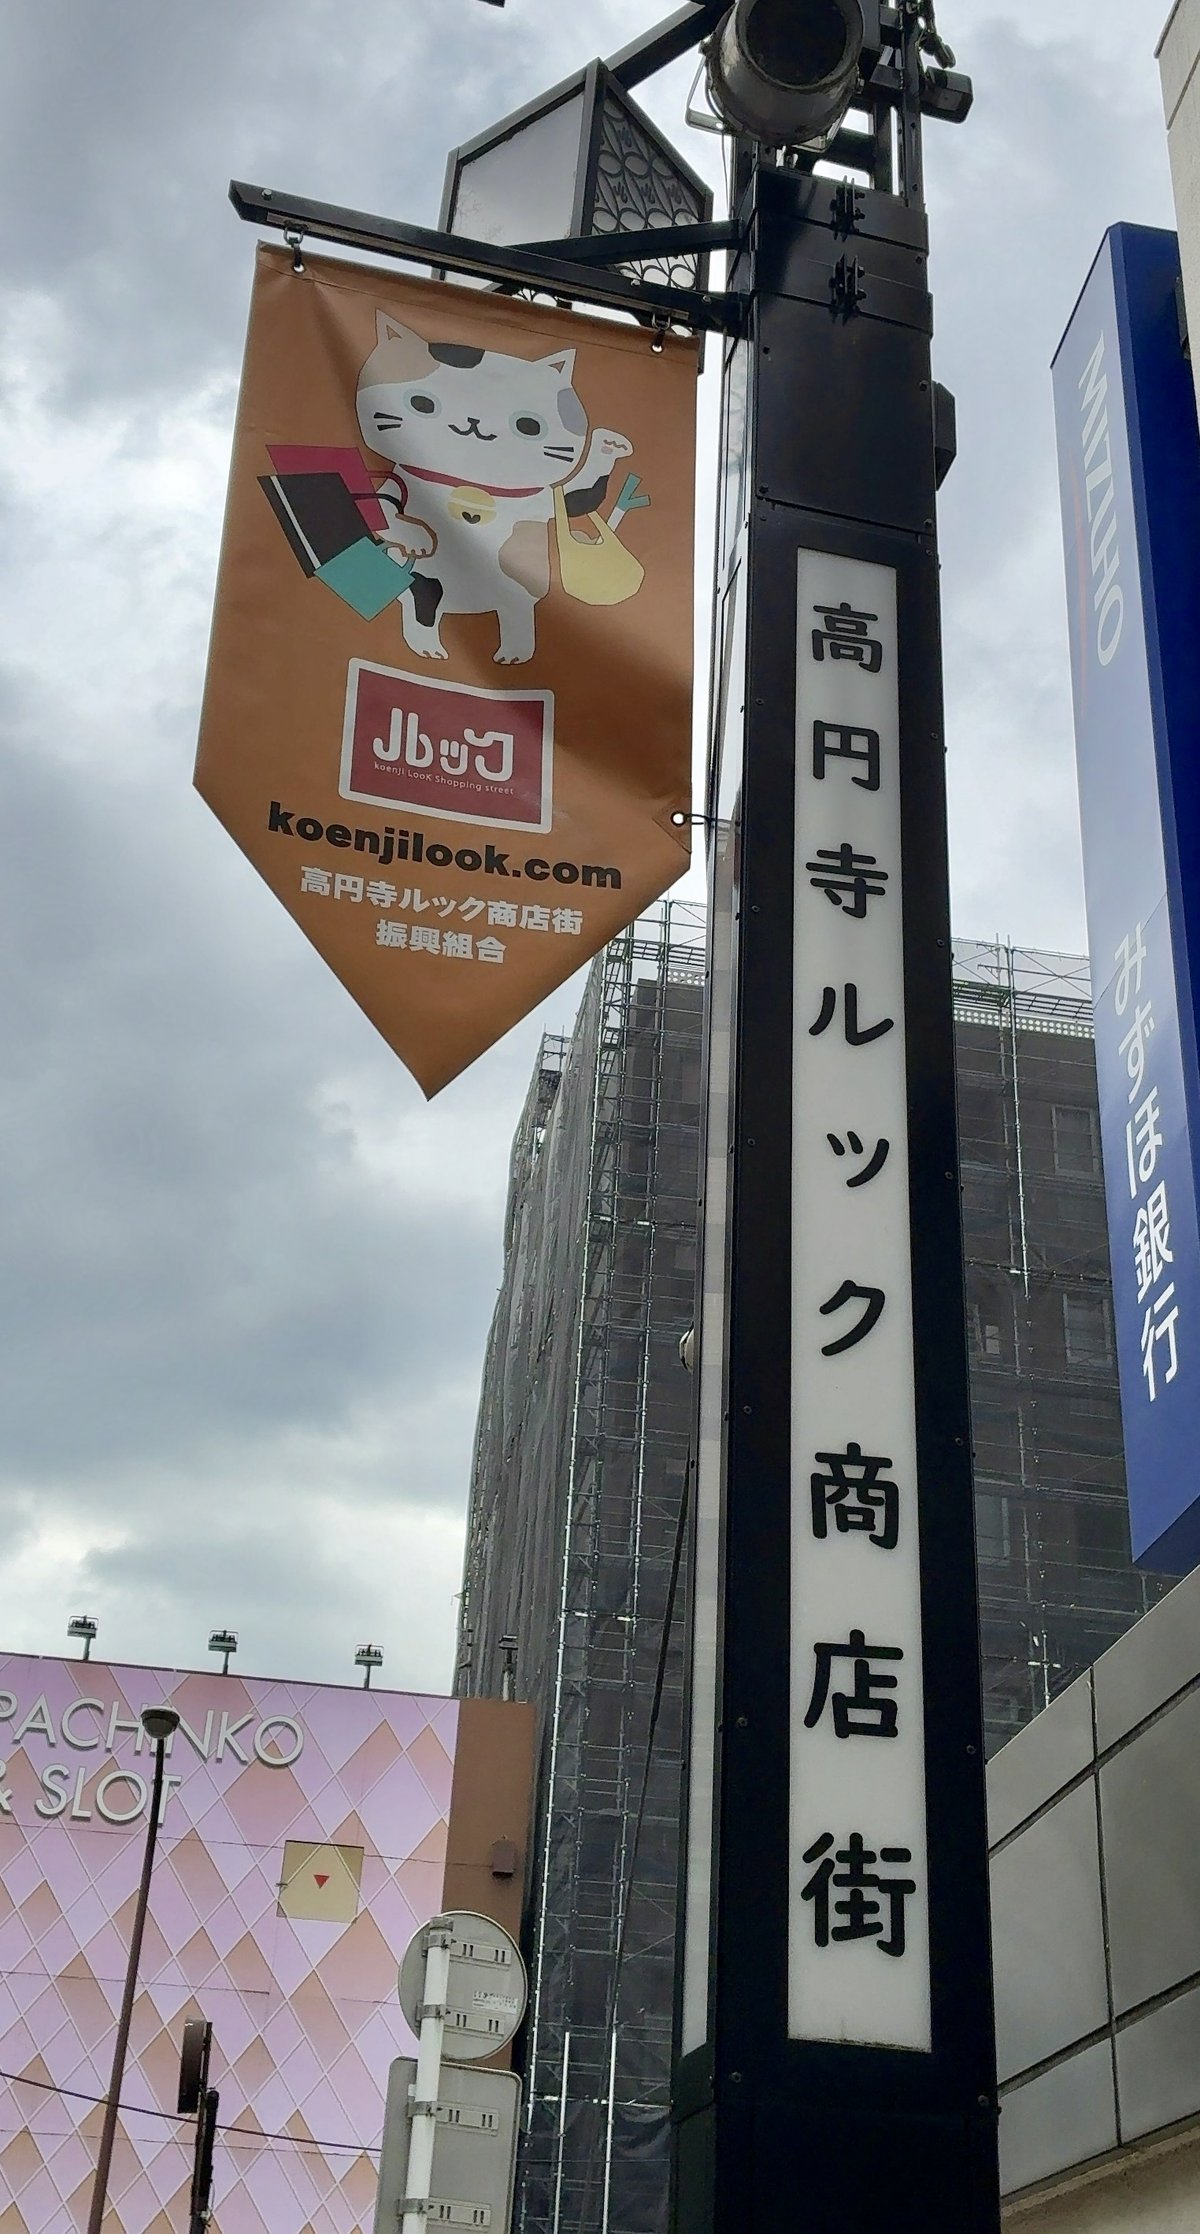 ルック
koenji Look Shopping street
koenjilook.com
高円寺ルック商店街
振興組合
高円寺ルック商店街
MIZUHO
みずほ銀行
PACHINKO
& SLOT